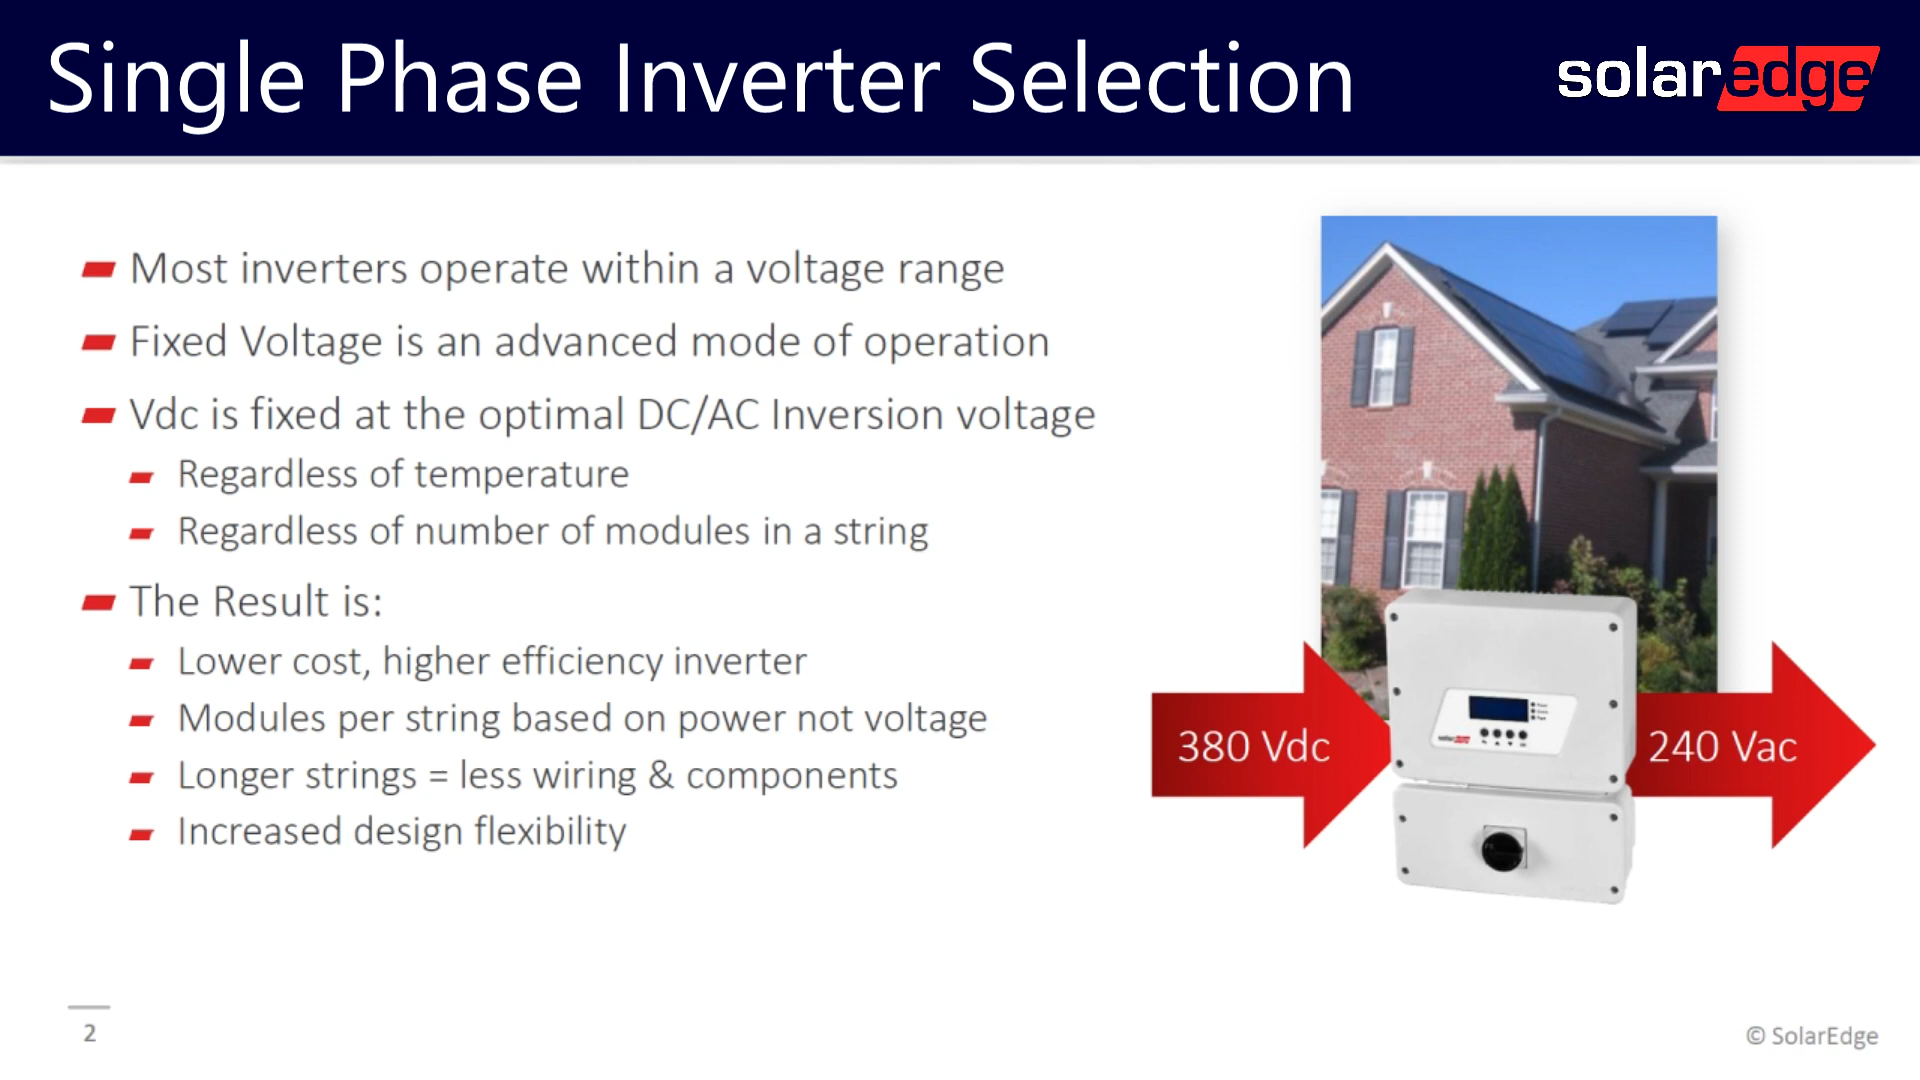 Single Phase Inverter Selection
solaredge
Most inverters operate within a voltage range
Fixed Voltage is an advanced mode of operation
Vdc is fixed at the optimal DC/AC Inversion voltage
Regardless of temperature
Regardless of number of modules in a string
The Result is:
Lower cost, higher efficiency inverter
Modules per string based on power not voltage
Longer strings = less wiring & components
Increased design flexibility
380 Vdc
240 Vac
2
© SolarEdge